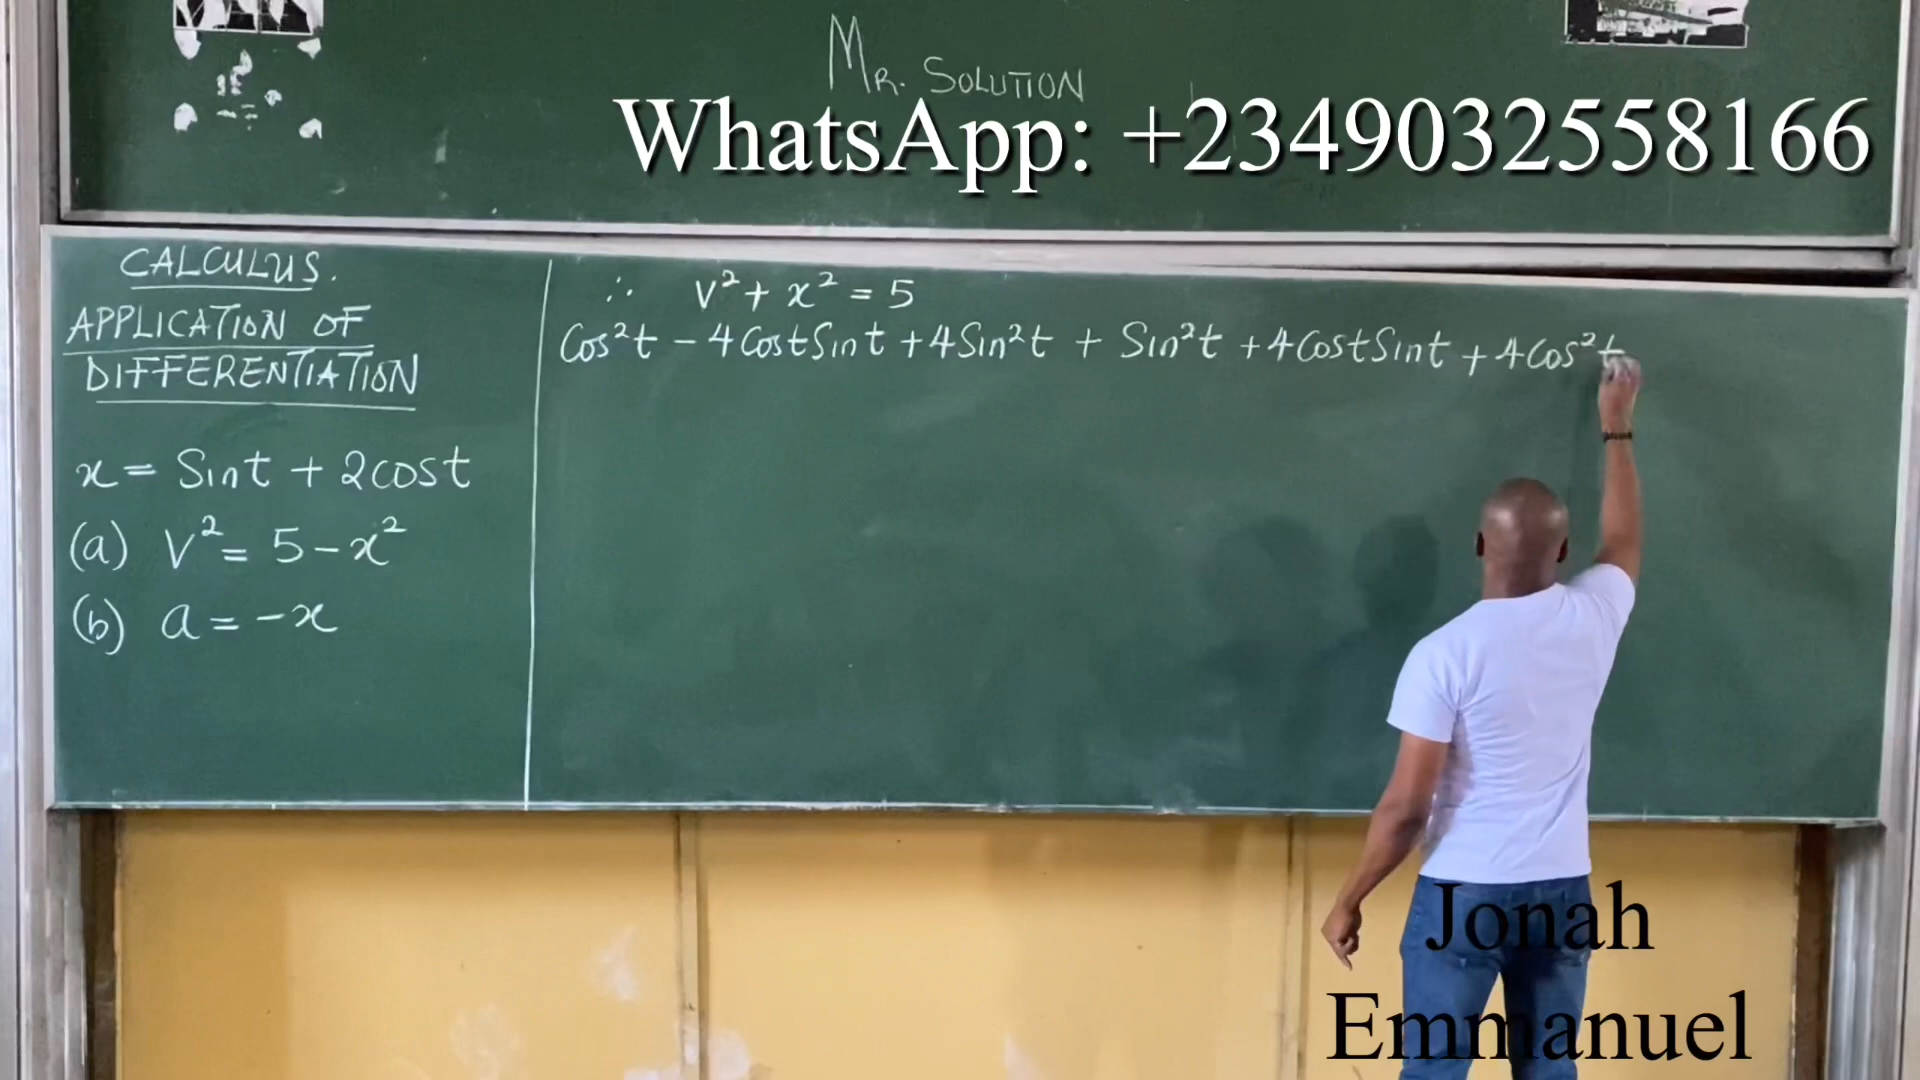 MR. SOLUTION
WhatsApp: +2349032558166
CALCULUS.
APPLICATION OF
DIFFERENTIATION
x = Sint + 2cost
(a) V² = 5 - x²
(b) a = -x
∴ V² + x² = 5
Cos²t - 4CostSint + 4Sin²t + Sin²t + 4CostSint + 4Cos²t
Jonah
Emmanuel